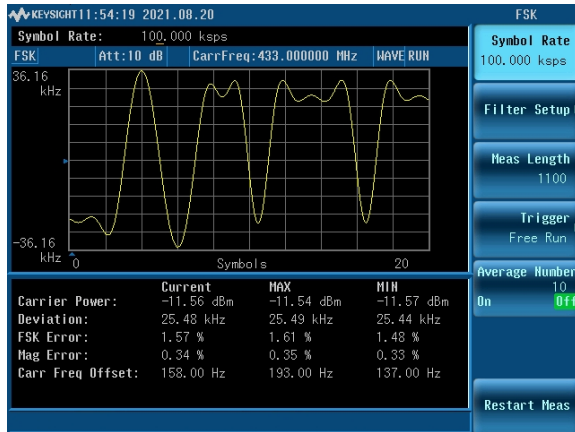 KEYSIGHT 11:54:19 2021.08.20 FSK
Symbol Rate: 100.000 ksps
FSK Att:10 dB CarrFreq:433.000000 MHz WAVE RUN
36.16
kHz
-36.16
kHz
0 Symbols 20
Current MAX MIN
Carrier Power: -11.56 dBm -11.54 dBm -11.57 dBm
Deviation: 25.48 kHz 25.49 kHz 25.44 kHz
FSK Error: 1.57 % 1.61 % 1.48 %
Mag Error: 0.34 % 0.35 % 0.33 %
Carr Freq Offset: 158.00 Hz 193.00 Hz 137.00 Hz
Symbol Rate
100.000 ksps
Filter Setup
Meas Length
1100
Trigger
Free Run
Average Number
10
On Off
Restart Meas